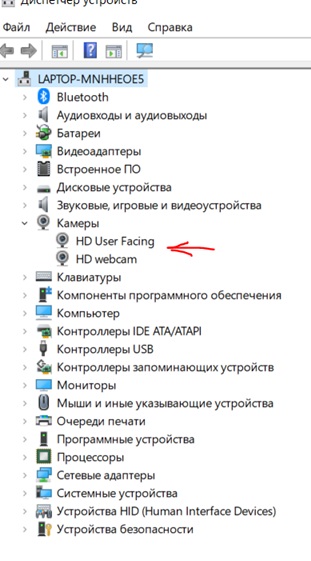 Диспетчер устройств
Файл Действие Вид Справка
LAPTOP-MNHHEOE5
Bluetooth
Аудиовходы и аудиовыходы
Батареи
Видеоадаптеры
Встроенное ПО
Дисковые устройства
Звуковые, игровые и видеоустройства
Камеры
HD User Facing
HD webcam
Клавиатуры
Компоненты программного обеспечения
Компьютер
Контроллеры IDE ATA/ATAPI
Контроллеры USB
Контроллеры запоминающих устройств
Мониторы
Мыши и иные указывающие устройства
Очереди печати
Программные устройства
Процессоры
Сетевые адаптеры
Системные устройства
Устройства HID (Human Interface Devices)
Устройства безопасности